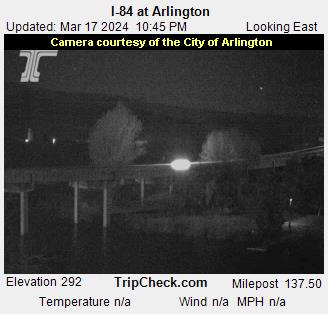 I-84 at Arlington
Updated: Mar 17 2024 10:45 PM Looking East
Camera courtesy of the City of Arlington
Elevation 292 TripCheck.com Milepost 137.50
Temperature n/a Wind n/a MPH n/a